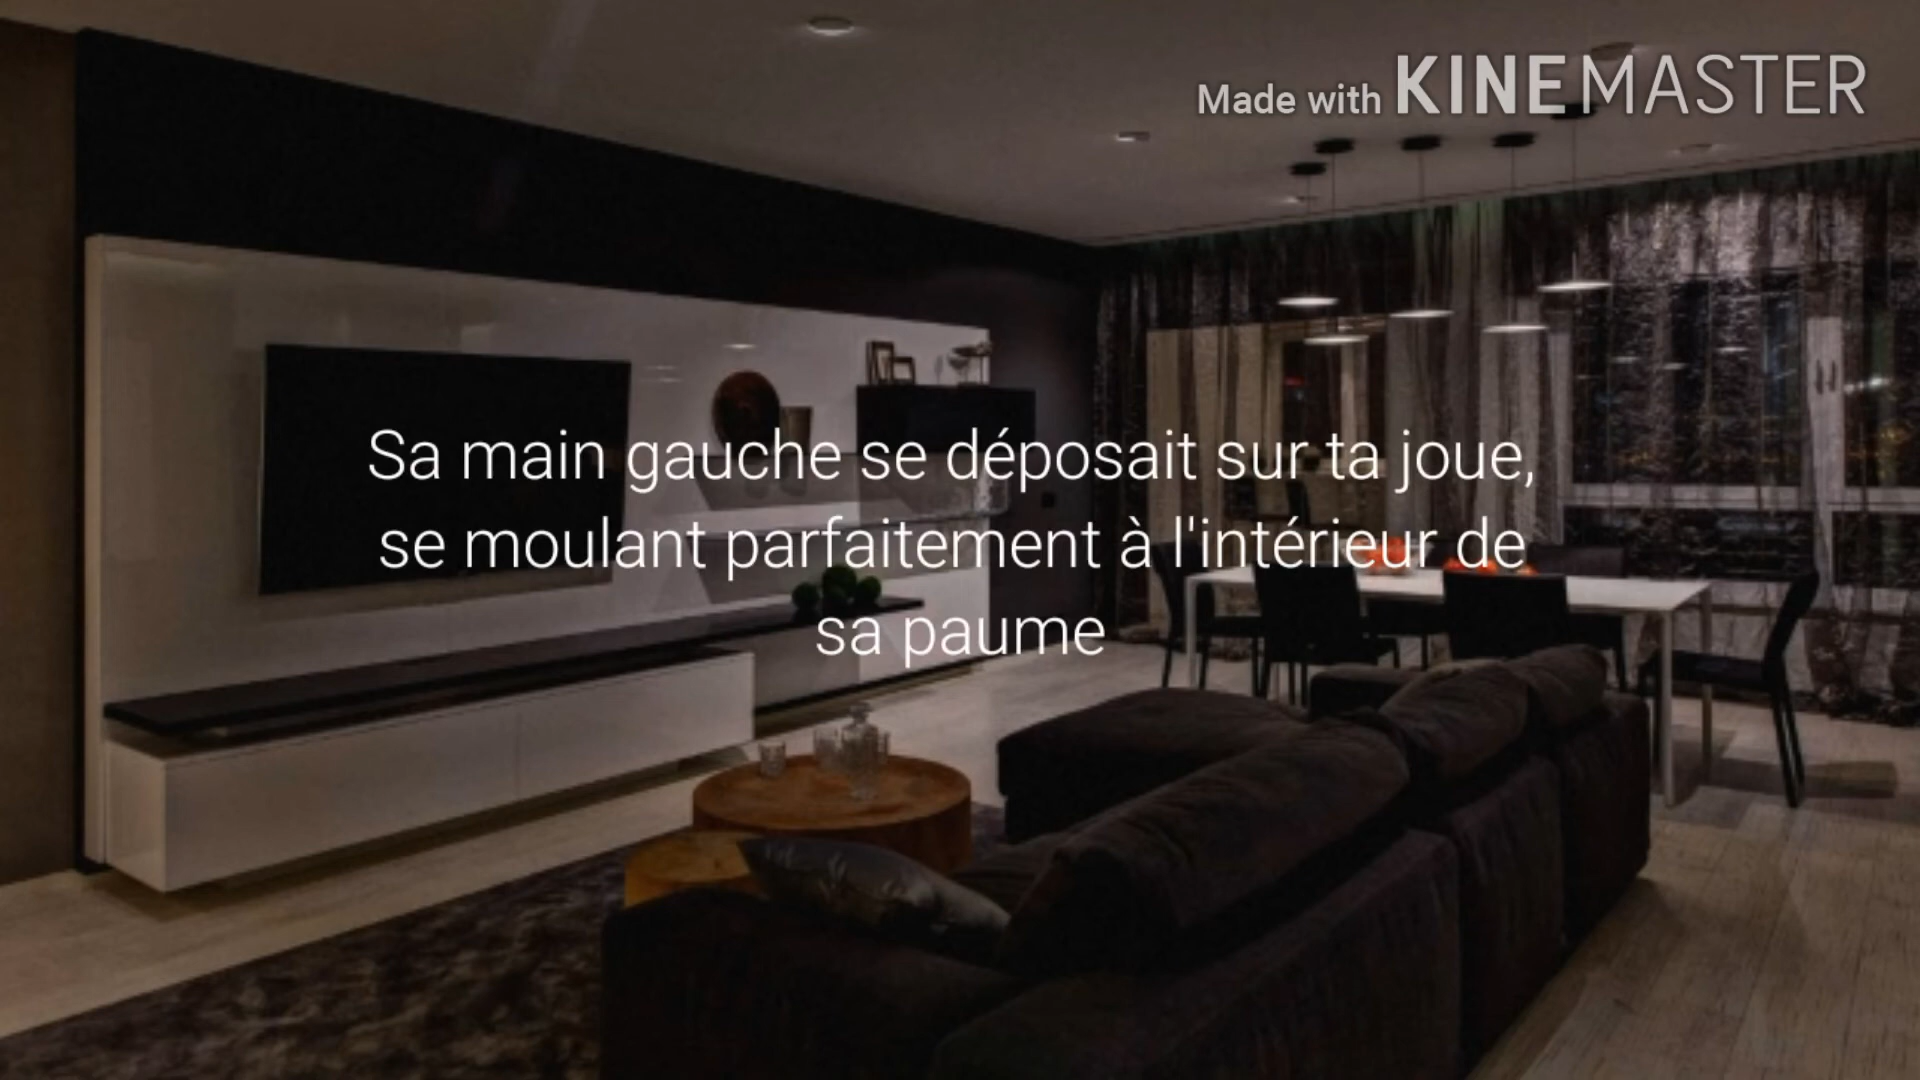 Made with KINEMASTER
Sa main gauche se déposait sur ta joue,
se moulant parfaitement à l'intérieur de
sa paume